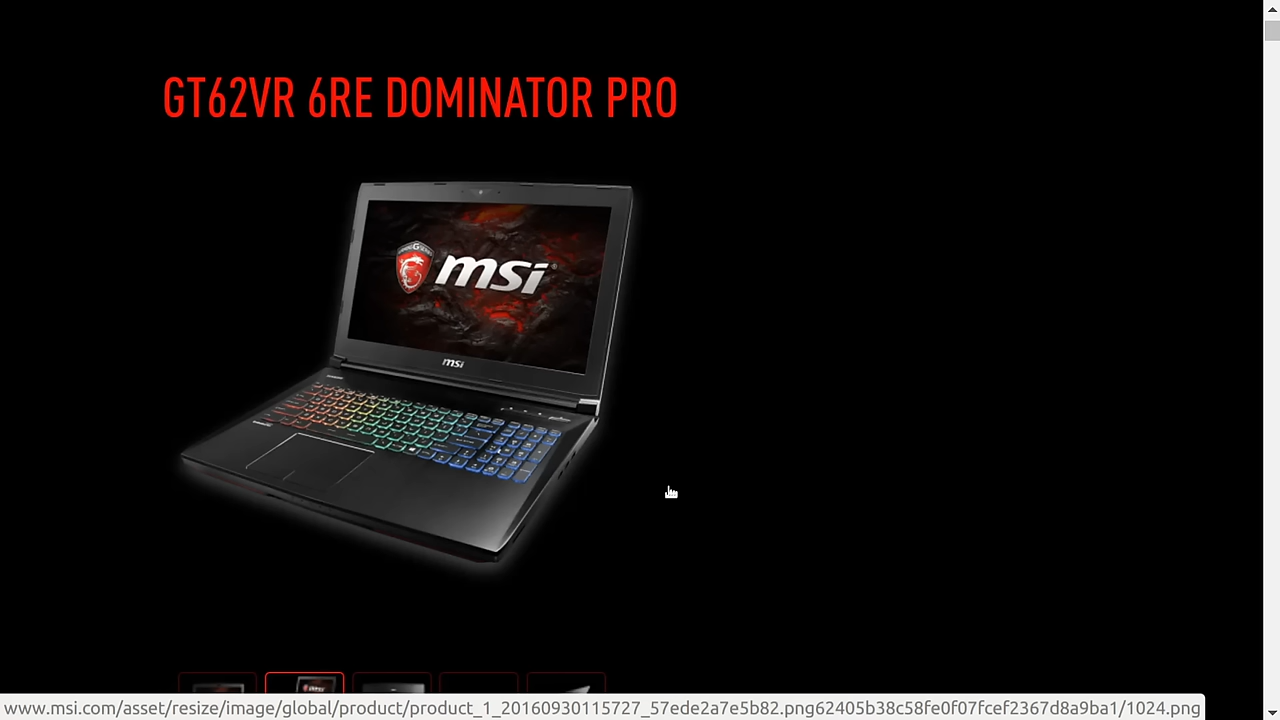 GT62VR 6RE DOMINATOR PRO
msi
msi
www.msi.com/asset/resize/image/global/product/product_1_20160930115727_57ede2a7e5b82.png62405b38c58fe0f07fcef2367d8a9ba1/1024.png